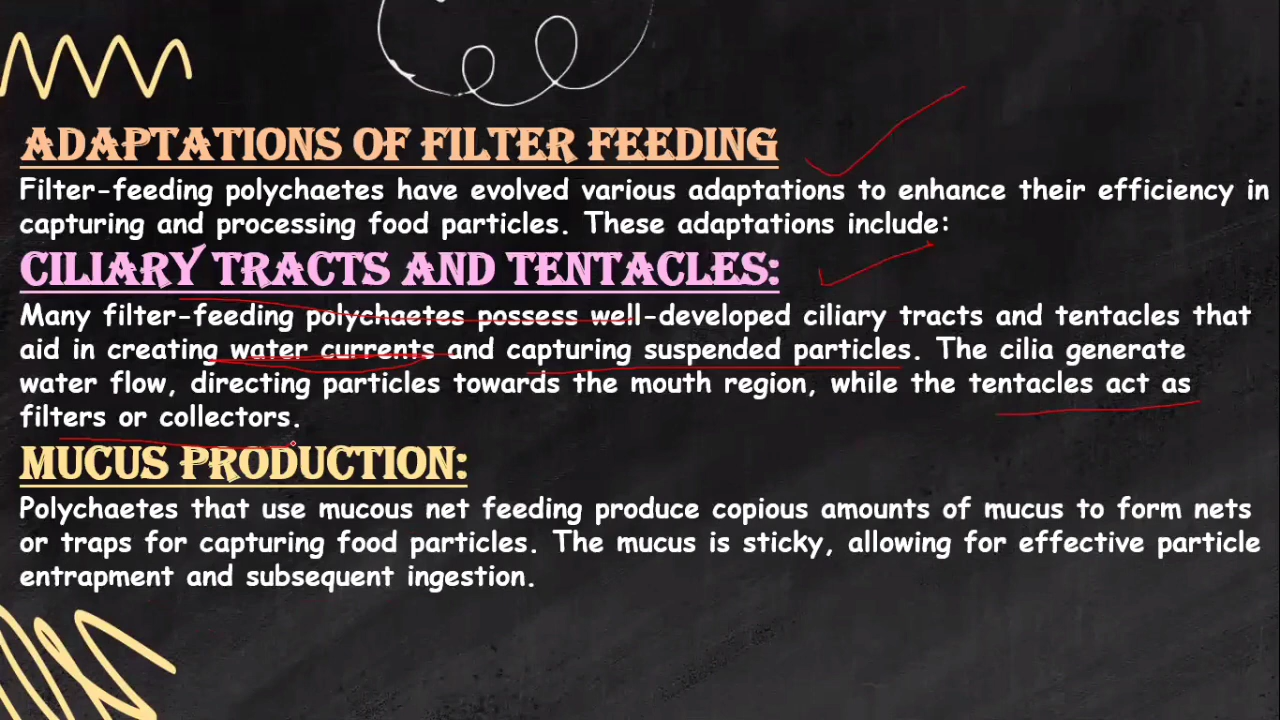 ADAPTATIONS OF FILTER FEEDING
Filter-feeding polychaetes have evolved various adaptations to enhance their efficiency in
capturing and processing food particles. These adaptations include:
CILIARY TRACTS AND TENTACLES:
Many filter-feeding polychaetes possess well-developed ciliary tracts and tentacles that
aid in creating water currents and capturing suspended particles. The cilia generate
water flow, directing particles towards the mouth region, while the tentacles act as
filters or collectors.
MUCUS PRODUCTION:
Polychaetes that use mucous net feeding produce copious amounts of mucus to form nets
or traps for capturing food particles. The mucus is sticky, allowing for effective particle
entrapment and subsequent ingestion.